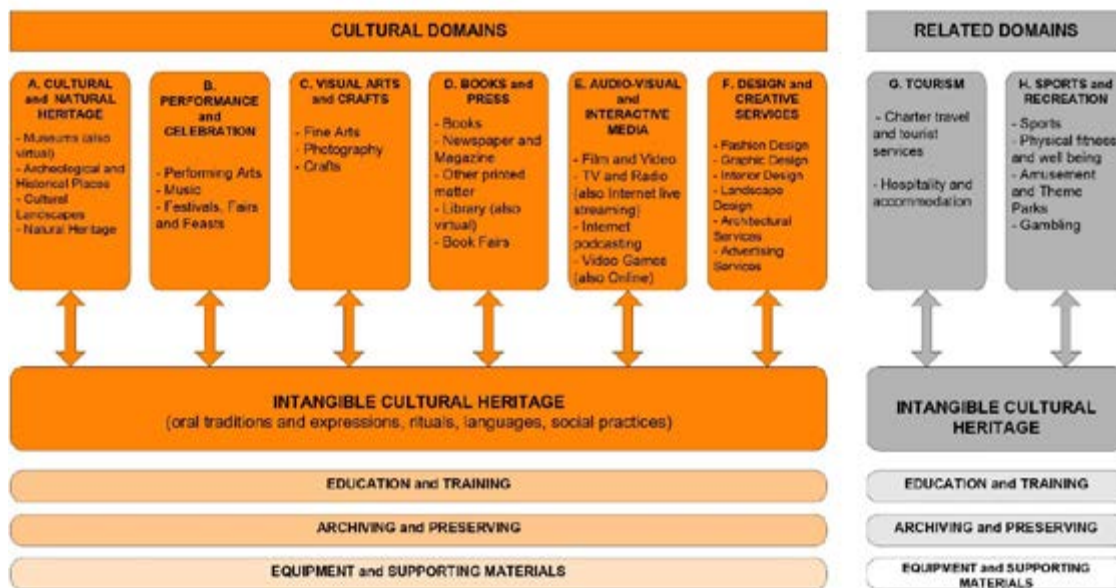 CULTURAL DOMAINS
A. CULTURAL
and NATURAL
HERITAGE
- Museums (also
virtual)
- Archeological and
Historical Places
- Cultural
Landscapes
- Natural Heritage
B.
PERFORMANCE
and
CELEBRATION
- Performing Arts
- Music
- Festivals, Fairs
and Feasts
C. VISUAL ARTS
and CRAFTS
- Fine Arts
- Photography
- Crafts
D. BOOKS and
PRESS
- Books
- Newspaper and
Magazine
- Other printed
matter
- Library (also
virtual)
- Book Fairs
E. AUDIO-VISUAL
and
INTERACTIVE
MEDIA
- Film and Video
- TV and Radio
(also Internet live
streaming)
- Internet
podcasting
- Video Games
(also Online)
F. DESIGN and
CREATIVE
SERVICES
- Fashion Design
- Graphic Design
- Interior Design
- Landscape
Design
- Architectural
Services
- Advertising
Services
INTANGIBLE CULTURAL HERITAGE
(oral traditions and expressions, rituals, languages, social practices)
EDUCATION and TRAINING
ARCHIVING and PRESERVING
EQUIPMENT and SUPPORTING MATERIALS
RELATED DOMAINS
G. TOURISM
- Charter travel
and tourist
services
- Hospitality and
accommodation
H. SPORTS and
RECREATION
- Sports
- Physical fitness
and well being
- Amusement
and Theme
Parks
- Gambling
INTANGIBLE CULTURAL
HERITAGE
EDUCATION and TRAINING
ARCHIVING and PRESERVING
EQUIPMENT and SUPPORTING
MATERIALS